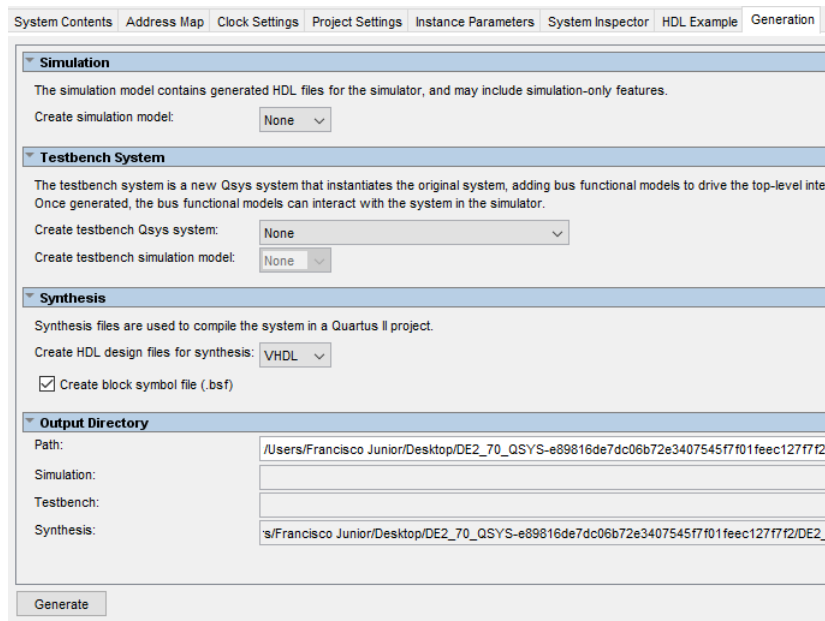 System Contents Address Map Clock Settings Project Settings Instance Parameters System Inspector HDL Example Generation
Simulation
The simulation model contains generated HDL files for the simulator, and may include simulation-only features.
Create simulation model: None
Testbench System
The testbench system is a new Qsys system that instantiates the original system, adding bus functional models to drive the top-level inte
Once generated, the bus functional models can interact with the system in the simulator.
Create testbench Qsys system: None
Create testbench simulation model: None
Synthesis
Synthesis files are used to compile the system in a Quartus II project.
Create HDL design files for synthesis: VHDL
Create block symbol file (.bsf)
Output Directory
Path: /Users/Francisco Junior/Desktop/DE2_70_QSYS-e89816de7dc06b72e3407545f7f01feec127f7f2
Simulation:
Testbench:
Synthesis: 's/Francisco Junior/Desktop/DE2_70_QSYS-e89816de7dc06b72e3407545f7f01feec127f7f2/DE2_
Generate